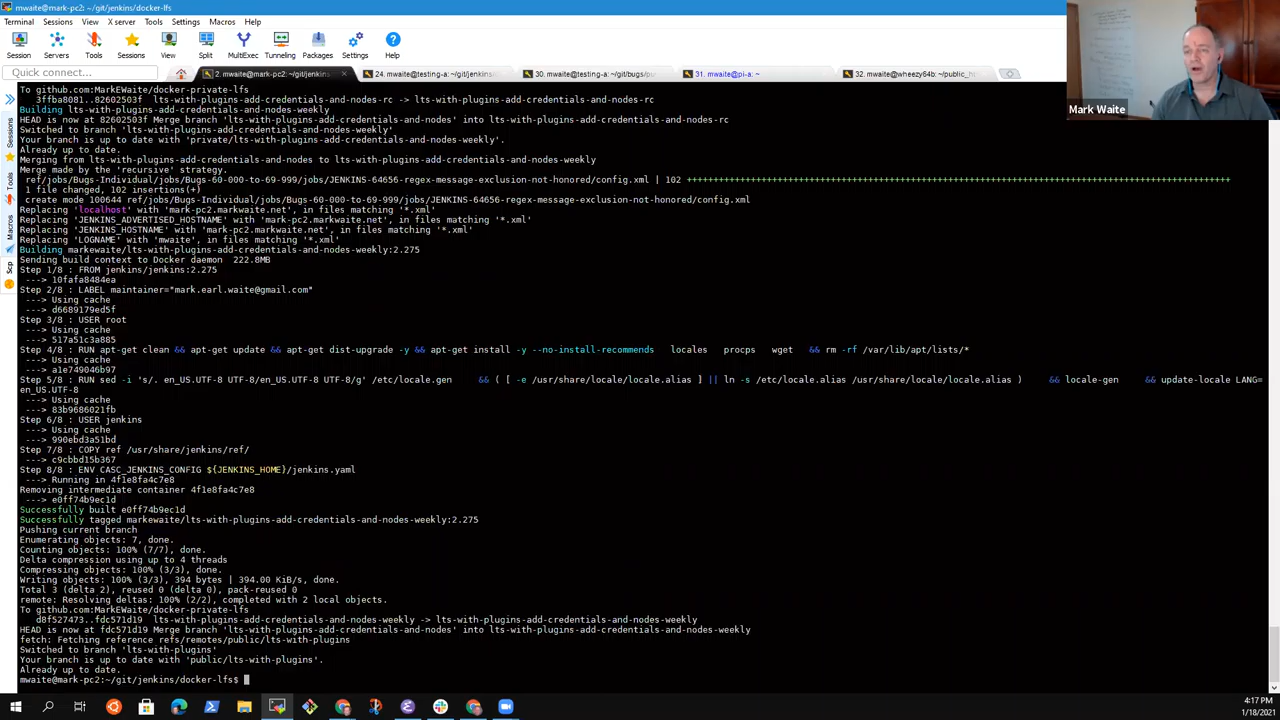 mwaite@mark-pc2:~/git/jenkins/docker-lfs
Terminal Sessions View X server Tools Settings Macros Help
Session Servers Tools Sessions View Split MultiExec Tunneling Packages Settings Help
Quick connect...
2. mwaite@mark-pc2: ~/git/jenkins
24. mwaite@testing-a: ~/git/jenkins
30. mwaite@testing-a: ~/git/bugs/pu
31. mwaite@pi-a: ~
32. mwaite@wheezy64b: ~/public_h
Sessions
Tools
Macros
Scp
Mark Waite
To github.com:MarkEWaite/docker-private-lfs
3ffba8081..82602503f lts-with-plugins-add-credentials-and-nodes-rc -> lts-with-plugins-add-credentials-and-nodes-rc
Building lts-with-plugins-add-credentials-and-nodes-weekly
HEAD is now at 82602503f Merge branch 'lts-with-plugins-add-credentials-and-nodes' into lts-with-plugins-add-credentials-and-nodes-rc
Switched to branch 'lts-with-plugins-add-credentials-and-nodes-weekly'
Your branch is up to date with 'private/lts-with-plugins-add-credentials-and-nodes-weekly'.
Already up to date.
Merging from lts-with-plugins-add-credentials-and-nodes to lts-with-plugins-add-credentials-and-nodes-weekly
Merge made by the 'recursive' strategy.
ref/jobs/Bugs-Individual/jobs/Bugs-60-000-to-69-999/jobs/JENKINS-64656-regex-message-exclusion-not-honored/config.xml | 102 ++++++++++++++++++++++++++++++++++++++++++++++++++++++++++++++++++++++++++++++++++++++++++++++++++++++
1 file changed, 102 insertions(+)
create mode 100644 ref/jobs/Bugs-Individual/jobs/Bugs-60-000-to-69-999/jobs/JENKINS-64656-regex-message-exclusion-not-honored/config.xml
Replacing 'localhost' with 'mark-pc2.markwaite.net', in files matching '*.xml'
Replacing 'JENKINS_ADVERTISED_HOSTNAME' with 'mark-pc2.markwaite.net', in files matching '*.xml'
Replacing 'JENKINS_HOSTNAME' with 'mark-pc2.markwaite.net', in files matching '*.xml'
Replacing 'LOGNAME' with 'mwaite', in files matching '*.xml'
Building markewaite/lts-with-plugins-add-credentials-and-nodes-weekly:2.275
Sending build context to Docker daemon 222.8MB
Step 1/8 : FROM jenkins/jenkins:2.275
---> 10fafa8484ea
Step 2/8 : LABEL maintainer="mark.earl.waite@gmail.com"
---> Using cache
---> d6689179ed5f
Step 3/8 : USER root
---> Using cache
---> 517a51c3a885
Step 4/8 : RUN apt-get clean && apt-get update && apt-get dist-upgrade -y && apt-get install -y --no-install-recommends locales procps wget && rm -rf /var/lib/apt/lists/*
---> Using cache
---> a1e749046b97
Step 5/8 : RUN sed -i 's/. en_US.UTF-8 UTF-8/en_US.UTF-8 UTF-8/g' /etc/locale.gen && ( [ -e /usr/share/locale/locale.alias ] || ln -s /etc/locale.alias /usr/share/locale/locale.alias ) && locale-gen && update-locale LANG=
en_US.UTF-8
---> Using cache
---> 83b9686021fb
Step 6/8 : USER jenkins
---> Using cache
---> 990ebd3a51bd
Step 7/8 : COPY ref /usr/share/jenkins/ref/
---> c9cbbd15b367
Step 8/8 : ENV CASC_JENKINS_CONFIG ${JENKINS_HOME}/jenkins.yaml
---> Running in 4f1e8fa4c7e8
Removing intermediate container 4f1e8fa4c7e8
---> e0ff74b9ec1d
Successfully built e0ff74b9ec1d
Successfully tagged markewaite/lts-with-plugins-add-credentials-and-nodes-weekly:2.275
Pushing current branch
Enumerating objects: 7, done.
Counting objects: 100% (7/7), done.
Delta compression using up to 4 threads
Compressing objects: 100% (3/3), done.
Writing objects: 100% (3/3), 394 bytes | 394.00 KiB/s, done.
Total 3 (delta 2), reused 0 (delta 0), pack-reused 0
remote: Resolving deltas: 100% (2/2), completed with 2 local objects.
To github.com:MarkEWaite/docker-private-lfs
d8f527473..fdc571d19 lts-with-plugins-add-credentials-and-nodes-weekly -> lts-with-plugins-add-credentials-and-nodes-weekly
HEAD is now at fdc571d19 Merge branch 'lts-with-plugins-add-credentials-and-nodes' into lts-with-plugins-add-credentials-and-nodes-weekly
fetch: Fetching reference refs/remotes/public/lts-with-plugins
Switched to branch 'lts-with-plugins'
Your branch is up to date with 'public/lts-with-plugins'.
Already up to date.
mwaite@mark-pc2:~/git/jenkins/docker-lfs$
4:17 PM
1/18/2021